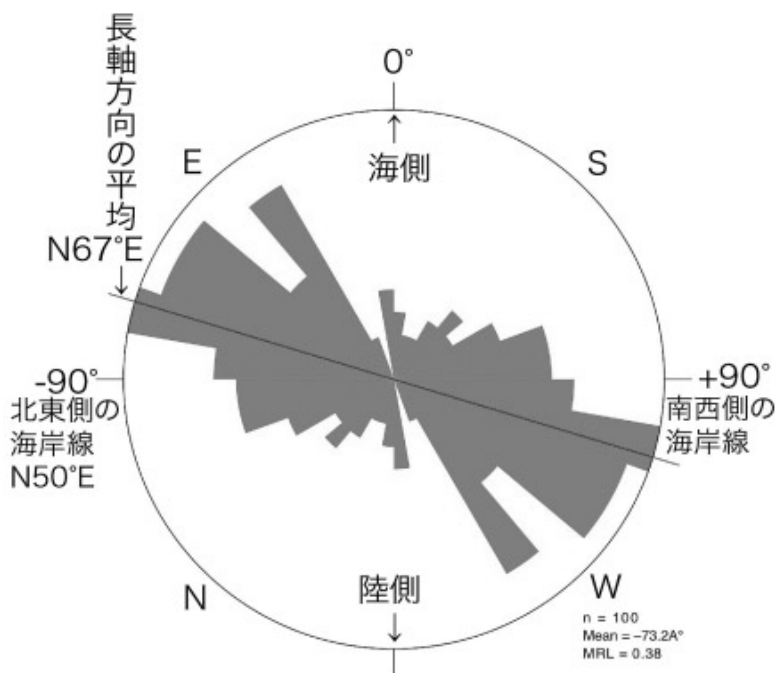 長軸方向の平均
N67°E
0°
海側
E
S
-90°
北東側の
海岸線
N50°E
+90°
南西側の
海岸線
N
陸側
W
n = 100
Mean = −73.2A°
MRL = 0.38